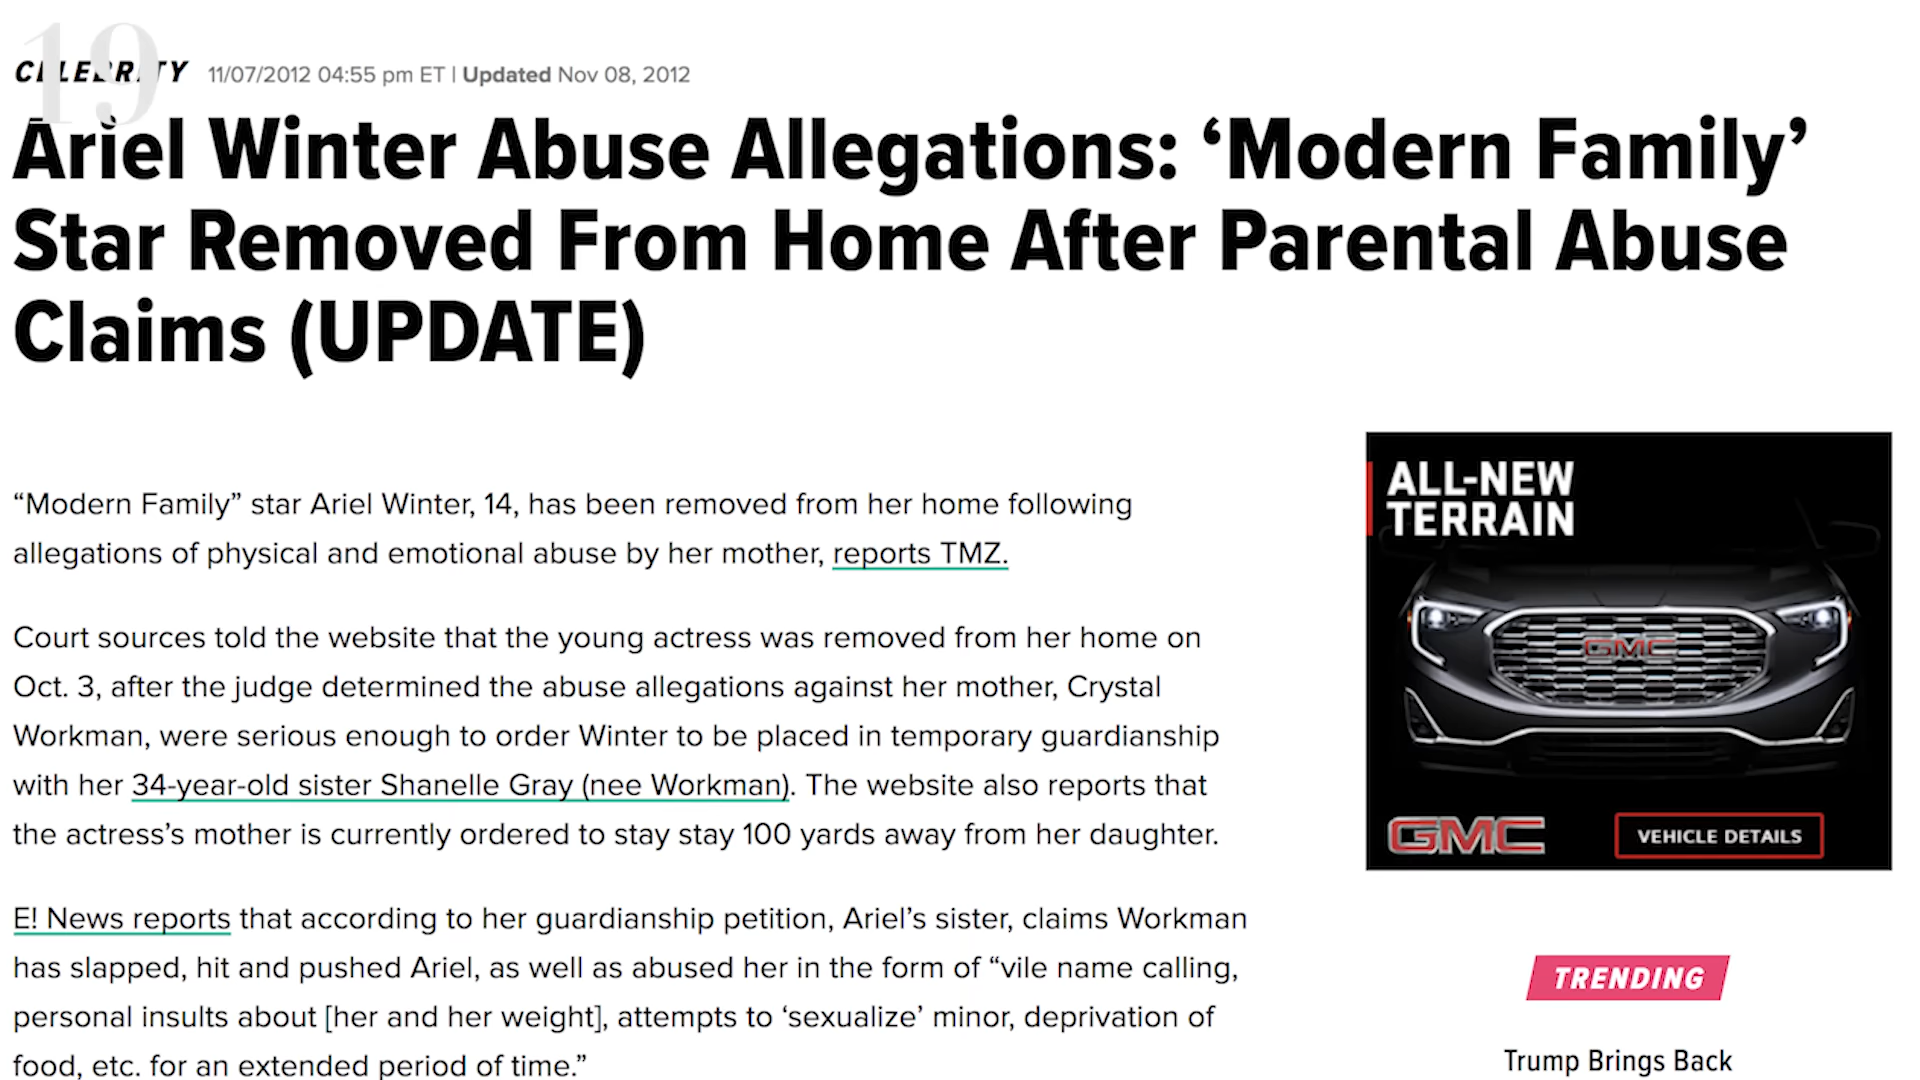 19
CELEBRITY 11/07/2012 04:55 pm ET | Updated Nov 08, 2012
Ariel Winter Abuse Allegations: ‘Modern Family’
Star Removed From Home After Parental Abuse
Claims (UPDATE)
“Modern Family” star Ariel Winter, 14, has been removed from her home following
allegations of physical and emotional abuse by her mother, reports TMZ.
Court sources told the website that the young actress was removed from her home on
Oct. 3, after the judge determined the abuse allegations against her mother, Crystal
Workman, were serious enough to order Winter to be placed in temporary guardianship
with her 34-year-old sister Shanelle Gray (nee Workman). The website also reports that
the actress’s mother is currently ordered to stay stay 100 yards away from her daughter.
E! News reports that according to her guardianship petition, Ariel’s sister, claims Workman
has slapped, hit and pushed Ariel, as well as abused her in the form of “vile name calling,
personal insults about [her and her weight], attempts to ‘sexualize’ minor, deprivation of
food, etc. for an extended period of time.”
ALL-NEW
TERRAIN
GMC
GMC
VEHICLE DETAILS
TRENDING
Trump Brings Back